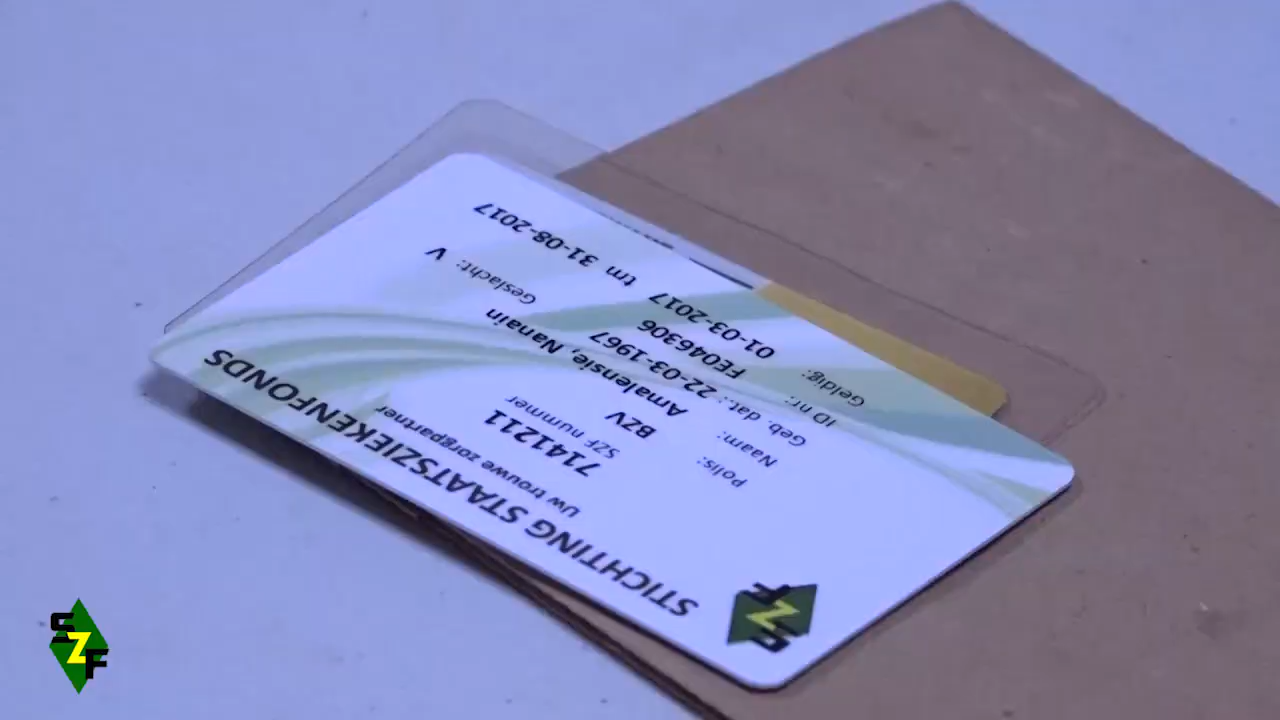 STICHTING STAATSZIEKENFONDS
Uw trouwe zorgpartner
SZF nummer
7141211
Polis: BZV
Naam: Amalensie, Nanain
Geb. dat.: 22-03-1967 Geslacht: V
ID nr: FE046306
Geldig: 01-03-2017 tm 31-08-2017
SZF
SZF